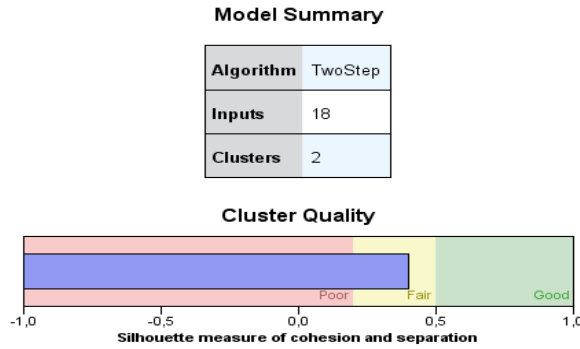 Model Summary
Algorithm TwoStep
Inputs 18
Clusters 2
Cluster Quality
Poor Fair Good
-1,0 -0,5 0,0 0,5 1,0
Silhouette measure of cohesion and separation